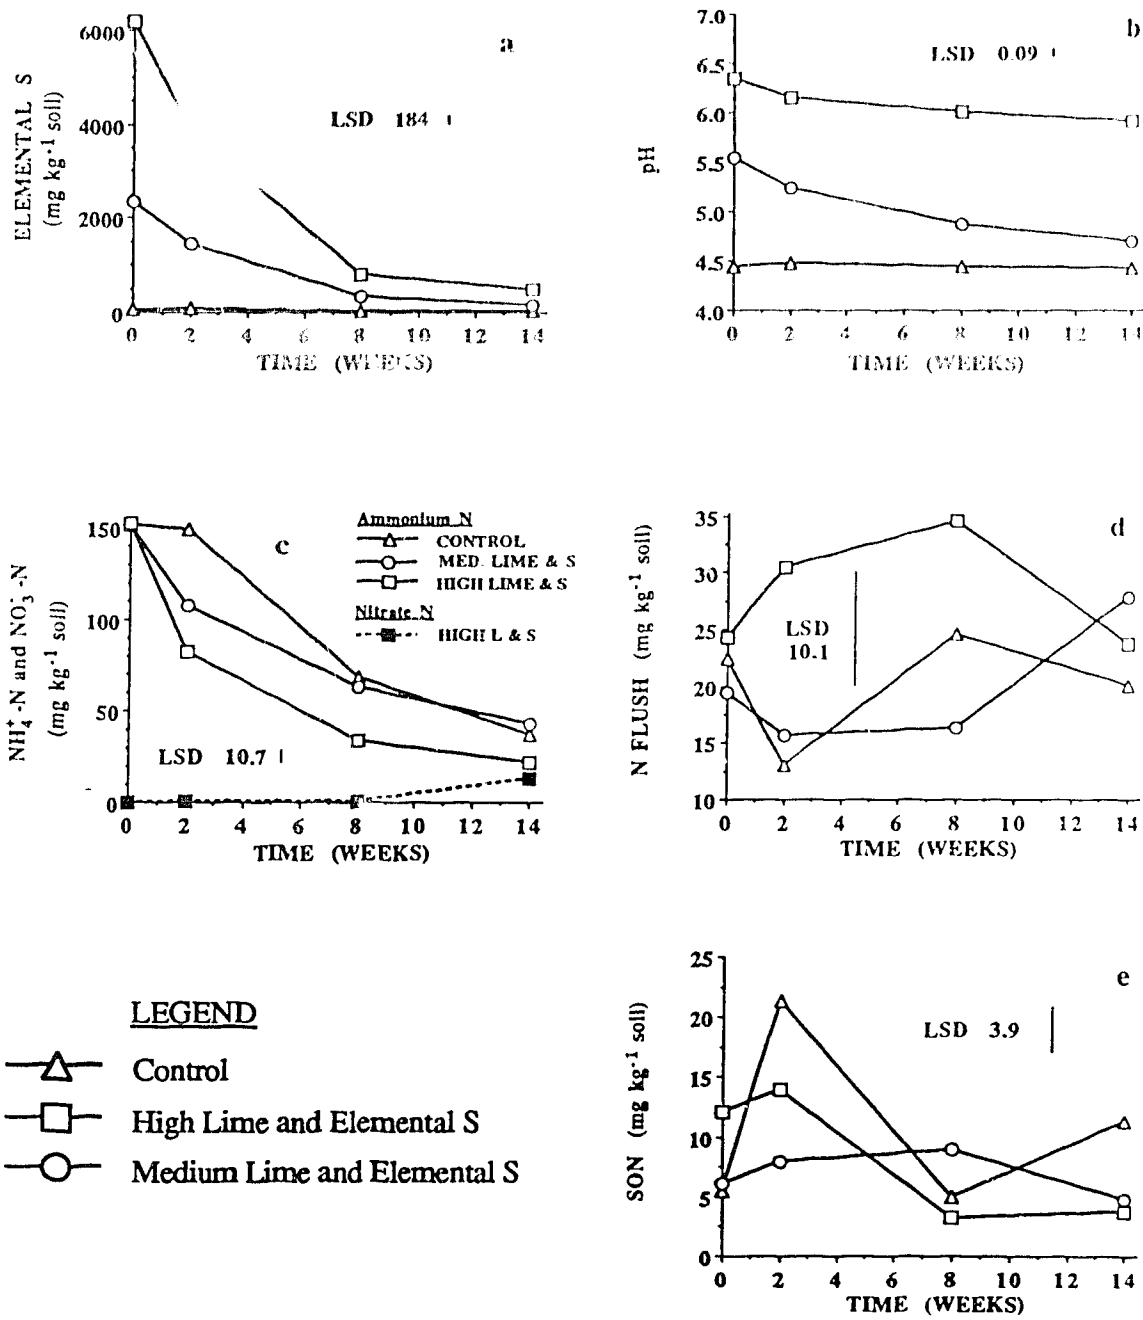 a
ELEMENTAL S
(mg kg-1 soil)
6000
4000
2000
0
LSD 184
0 2 4 6 8 10 12 14
TIME (WEEKS)
b
pH
7.0
6.5
6.0
5.5
5.0
4.5
4.0
LSD 0.09
0 2 4 6 8 10 12 14
TIME (WEEKS)
c
NH4+-N and NO3--N
(mg kg-1 soil)
150
100
50
0
Ammonium N
CONTROL
MED. LIME & S
HIGH LIME & S
Nitrate N
HIGH L & S
LSD 10.7
0 2 4 6 8 10 12 14
TIME (WEEKS)
d
N FLUSH (mg kg-1 soil)
35
30
25
20
15
10
LSD
10.1
0 2 4 6 8 10 12 14
TIME (WEEKS)
e
SON (mg kg-1 soil)
25
20
15
10
5
0
LSD 3.9
0 2 4 6 8 10 12 14
TIME (WEEKS)
LEGEND
Control
High Lime and Elemental S
Medium Lime and Elemental S